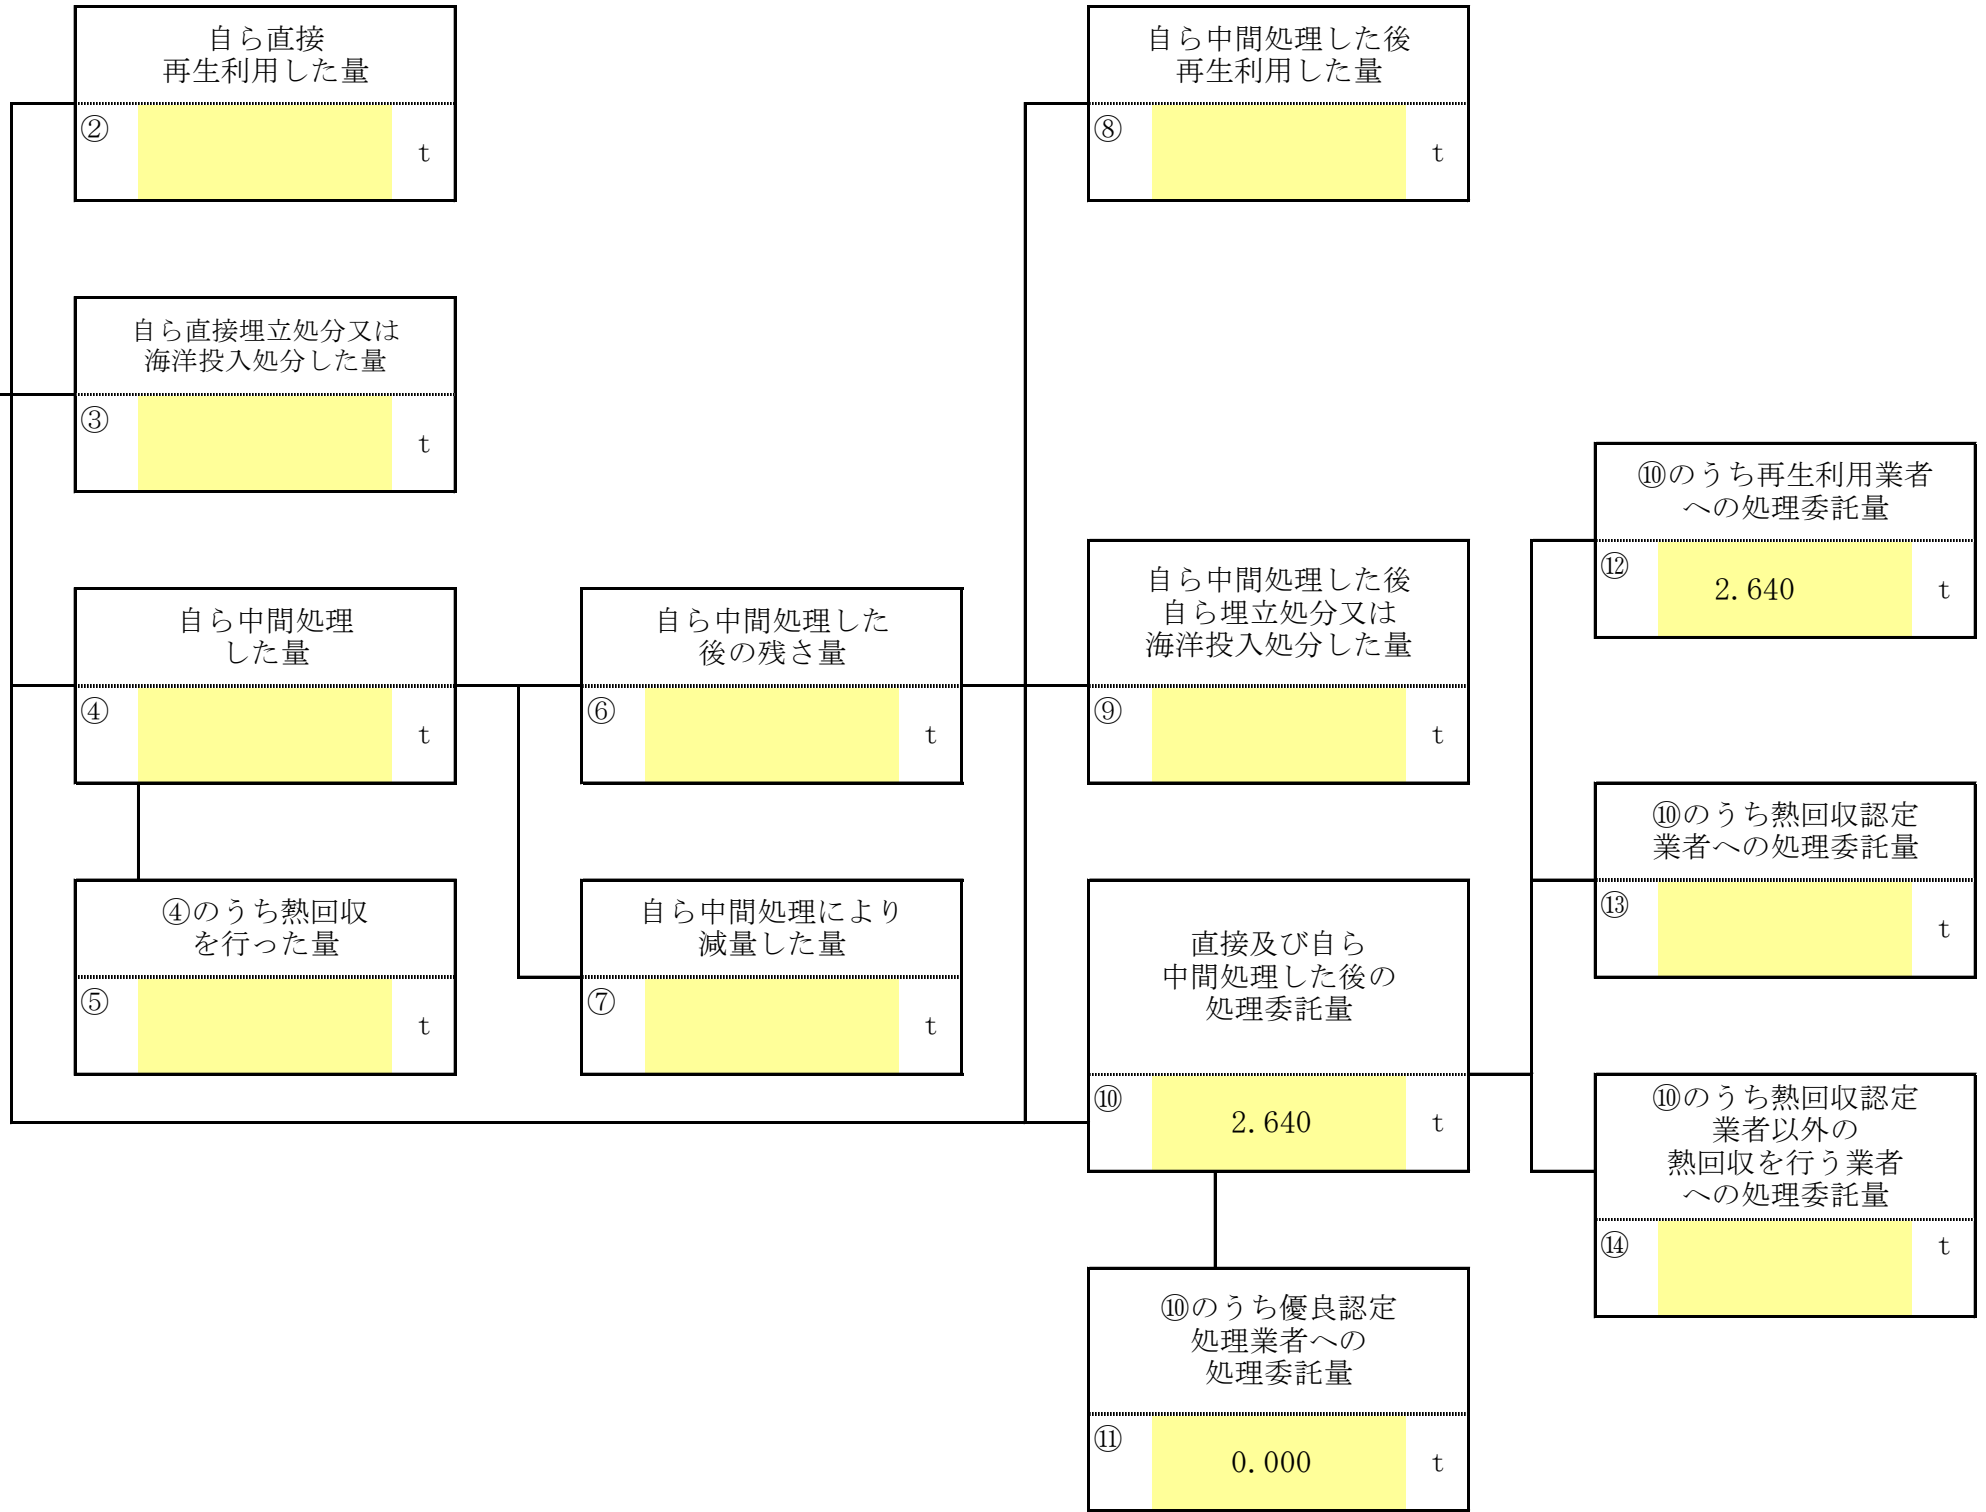 自ら直接
再生利用した量
②
t
自ら直接埋立処分又は
海洋投入処分した量
③
t
自ら中間処理
した量
④
t
④のうち熱回収
を行った量
⑤
t
自ら中間処理した
後の残さ量
⑥
t
自ら中間処理により
減量した量
⑦
t
自ら中間処理した後
再生利用した量
⑧
t
自ら中間処理した後
自ら埋立処分又は
海洋投入処分した量
⑨
t
直接及び自ら
中間処理した後の
処理委託量
⑩ 2.640 t
⑩のうち優良認定
処理業者への
処理委託量
⑪ 0.000 t
⑩のうち再生利用業者
への処理委託量
⑫ 2.640 t
⑩のうち熱回収認定
業者への処理委託量
⑬
t
⑩のうち熱回収認定
業者以外の
熱回収を行う業者
への処理委託量
⑭ t